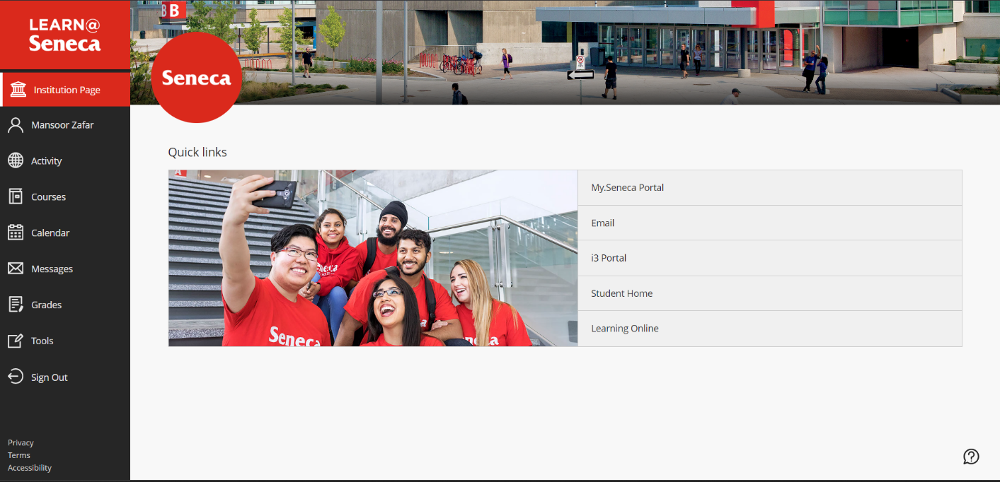 LEARN@
Seneca
Institution Page
Mansoor Zafar
Activity
Courses
Calendar
Messages
Grades
Tools
Sign Out
Privacy
Terms
Accessibility
B B
Seneca
Quick links
A
Seneca
Seneca
My.Seneca Portal
Email
i3 Portal
Student Home
Learning Online
?